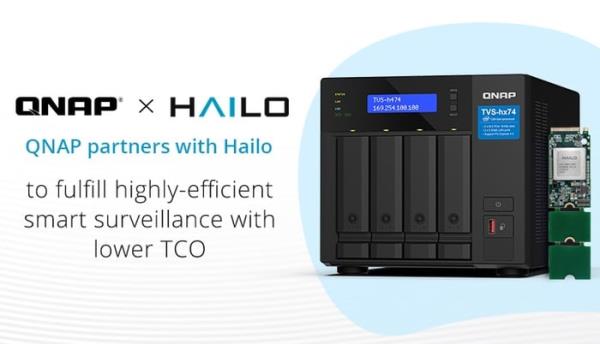 QNAP® × HAILO
QNAP partners with Hailo
to fulfill highly-efficient
smart surveillance with
lower TCO
TVS-h474
169.254.100.100
QNAP
TVS-hx74
HAILO